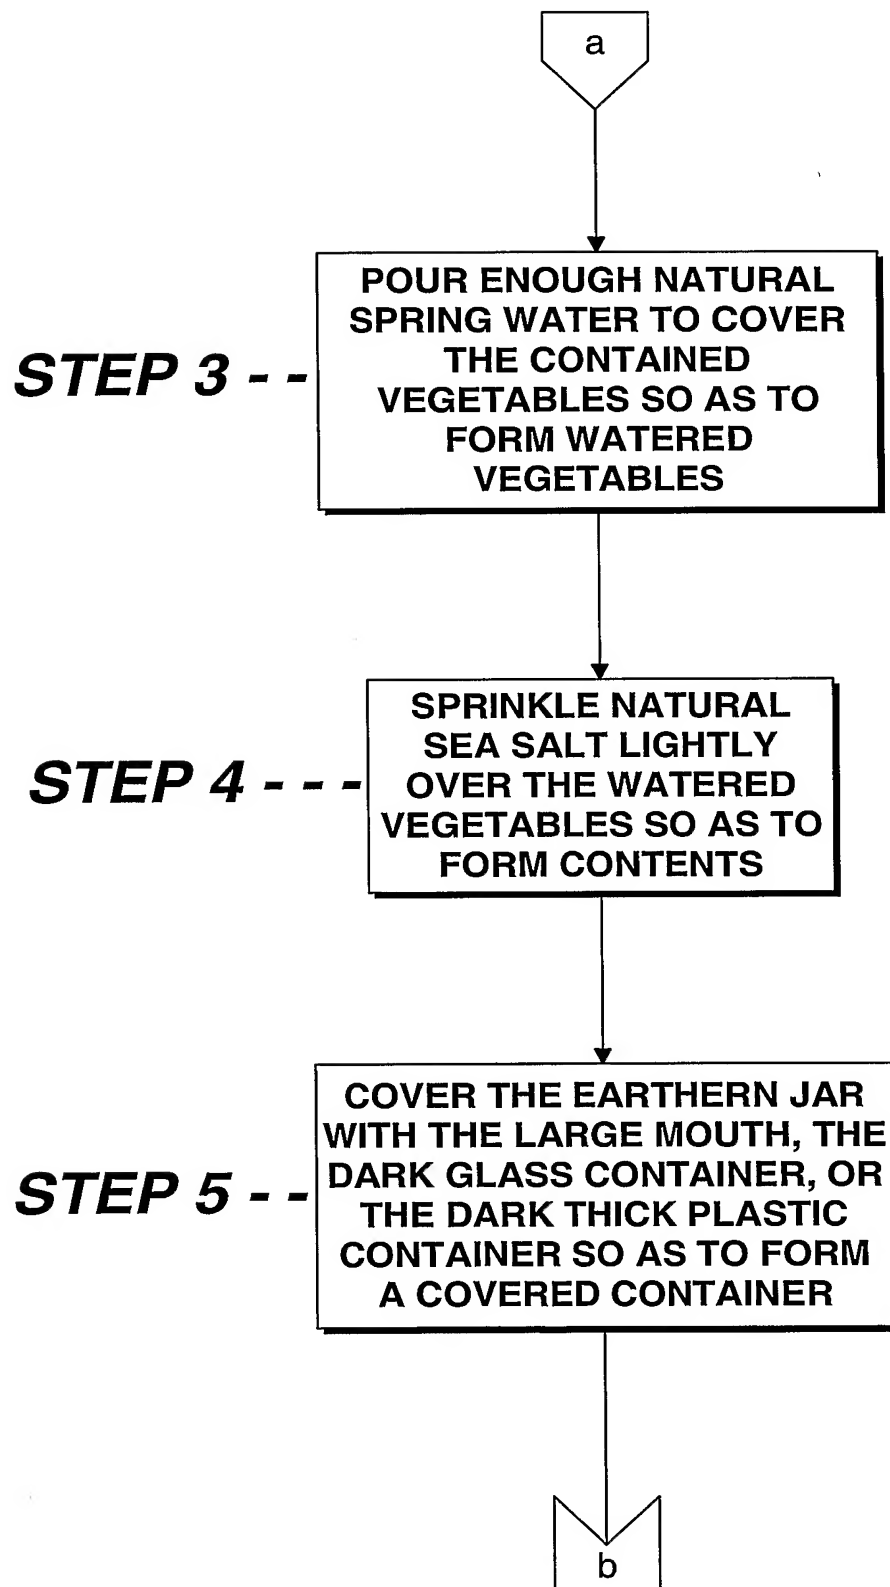 a
POUR ENOUGH NATURAL
SPRING WATER TO COVER
THE CONTAINED
STEP 3 - -
VEGETABLES SO AS TO
FORM WATERED
VEGETABLES
SPRINKLE NATURAL
SEA SALT LIGHTLY
STEP 4 - - -
OVER THE WATERED
VEGETABLES SO AS TO
FORM CONTENTS
COVER THE EARTHERN JAR
WITH THE LARGE MOUTH, THE
DARK GLASS CONTAINER, OR
STEP 5 - -
THE DARK THICK PLASTIC
CONTAINER SO AS TO FORM
A COVERED CONTAINER
b